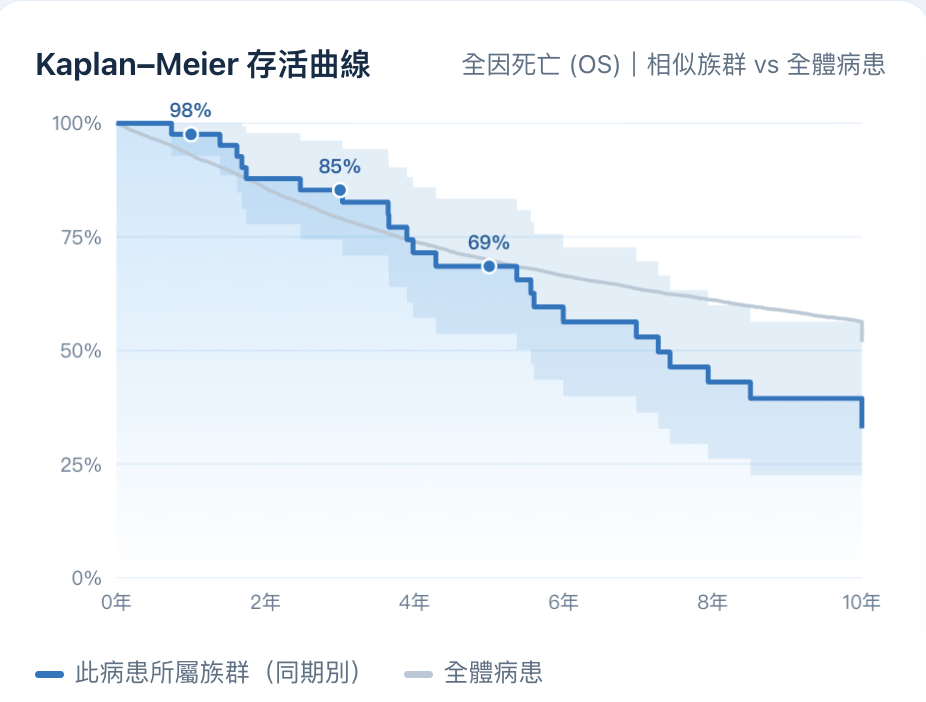 Kaplan–Meier 存活曲線
全因死亡 (OS)｜相似族群 vs 全體病患
98%
100%
85%
75%
69%
50%
25%
0%
0年 2年 4年 6年 8年 10年
此病患所屬族群（同期別） 全體病患